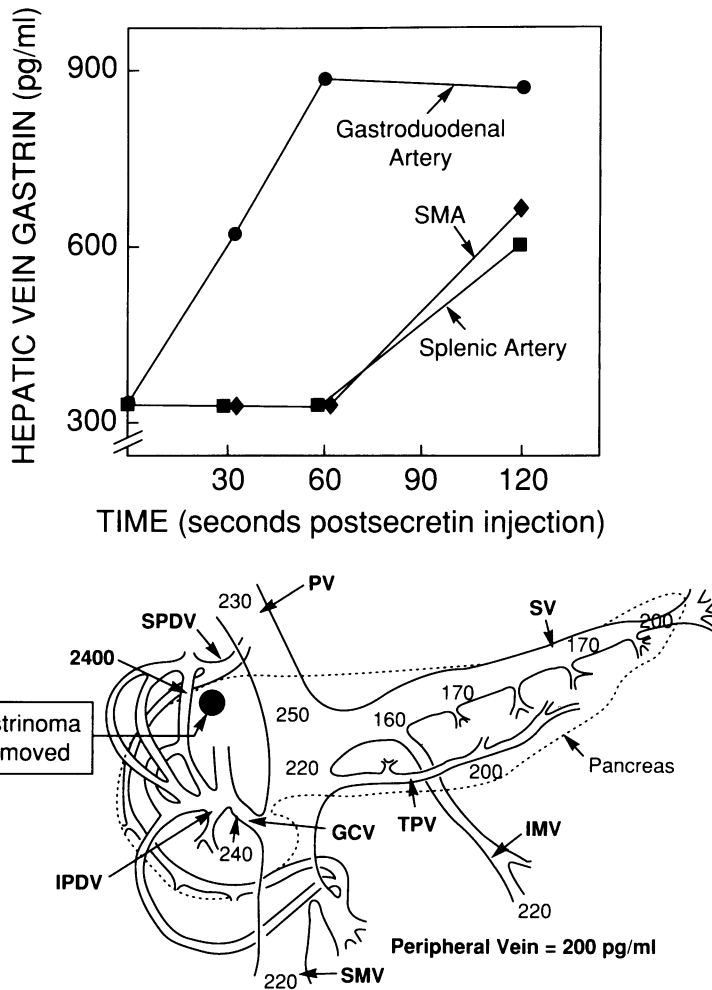 HEPATIC VEIN GASTRIN (pg/ml)
900
600
300
Gastroduodenal
Artery
SMA
Splenic Artery
30 60 90 120
TIME (seconds postsecretin injection)
PV
230
SPDV
SV
200
2400
170
170
strinoma
moved
250
160
220
200
Pancreas
TPV
GCV
IMV
240
IPDV
220
Peripheral Vein = 200 pg/ml
220
SMV